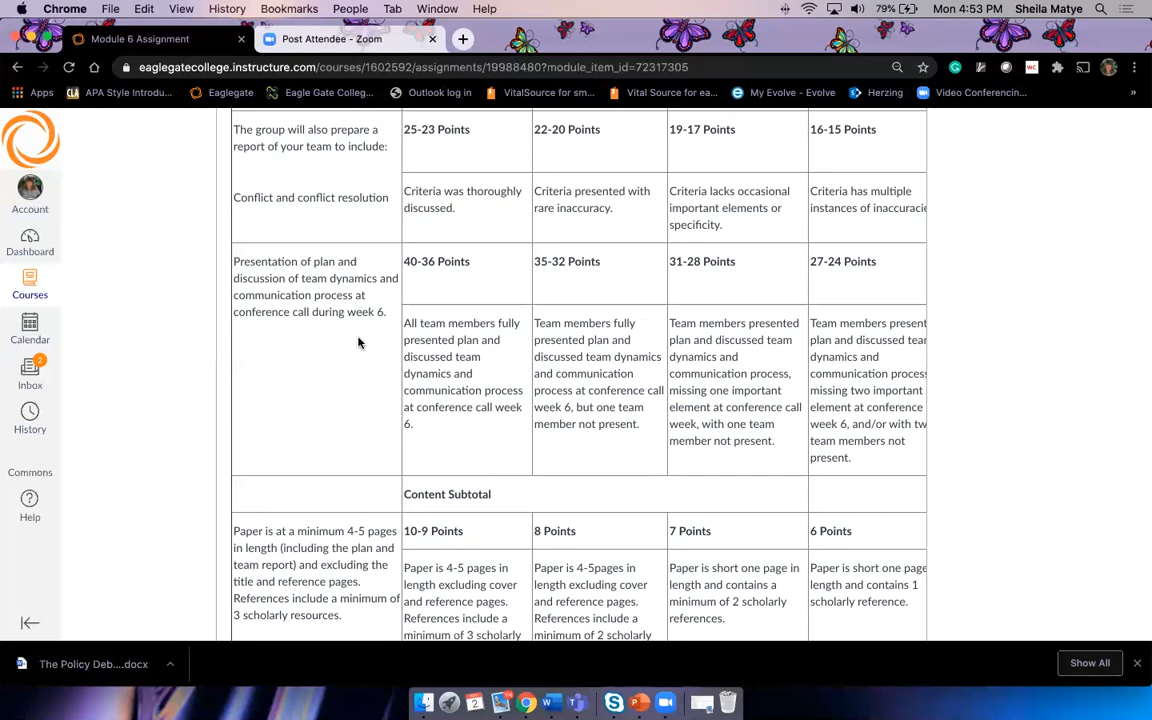 Chrome File Edit View History Bookmarks People Tab Window Help 79% Mon 4:53 PM Sheila Matye
Module 6 Assignment
Post Attendee - Zoom
eaglegatecollege.instructure.com/courses/1602592/assignments/19988480?module_item_id=72317305
Apps APA Style Introdu... Eaglegate Eagle Gate Colleg... Outlook log in VitalSource for sm... Vital Source for ea... My Evolve - Evolve Herzing Video Conferencin...
Account
Dashboard
Courses
Calendar
2
Inbox
History
Commons
Help
The group will also prepare a
report of your team to include:
Conflict and conflict resolution
25-23 Points
22-20 Points
19-17 Points
16-15 Points
Criteria was thoroughly
discussed.
Criteria presented with
rare inaccuracy.
Criteria lacks occasional
important elements or
specificity.
Criteria has multiple
instances of inaccuracie
Presentation of plan and
discussion of team dynamics and
communication process at
conference call during week 6.
40-36 Points
35-32 Points
31-28 Points
27-24 Points
All team members fully
presented plan and
discussed team
dynamics and
communication process
at conference call week
6.
Team members fully
presented plan and
discussed team dynamics
and communication
process at conference call
week 6, but one team
member not present.
Team members presented
plan and discussed team
dynamics and
communication process,
missing one important
element at conference call
week, with one team
member not present.
Team members present
plan and discussed tear
dynamics and
communication process
missing two important
element at conference
week 6, and/or with tw
team members not
present.
Content Subtotal
Paper is at a minimum 4-5 pages
in length (including the plan and
team report) and excluding the
title and reference pages.
References include a minimum of
3 scholarly resources.
10-9 Points
8 Points
7 Points
6 Points
Paper is 4-5 pages in
length excluding cover
and reference pages.
References include a
minimum of 3 scholarly
Paper is 4-5pages in
length excluding cover
and reference pages.
References include a
minimum of 2 scholarly
Paper is short one page in
length and contains a
minimum of 2 scholarly
references.
Paper is short one page
length and contains 1
scholarly reference.
The Policy Deb....docx
Show All
2